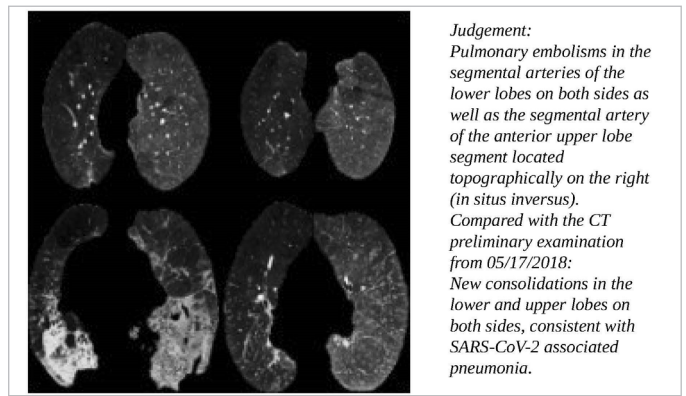 Judgement:
Pulmonary embolisms in the
segmental arteries of the
lower lobes on both sides as
well as the segmental artery
of the anterior upper lobe
segment located
topographically on the right
(in situs inversus).
Compared with the CT
preliminary examination
from 05/17/2018:
New consolidations in the
lower and upper lobes on
both sides, consistent with
SARS-CoV-2 associated
pneumonia.